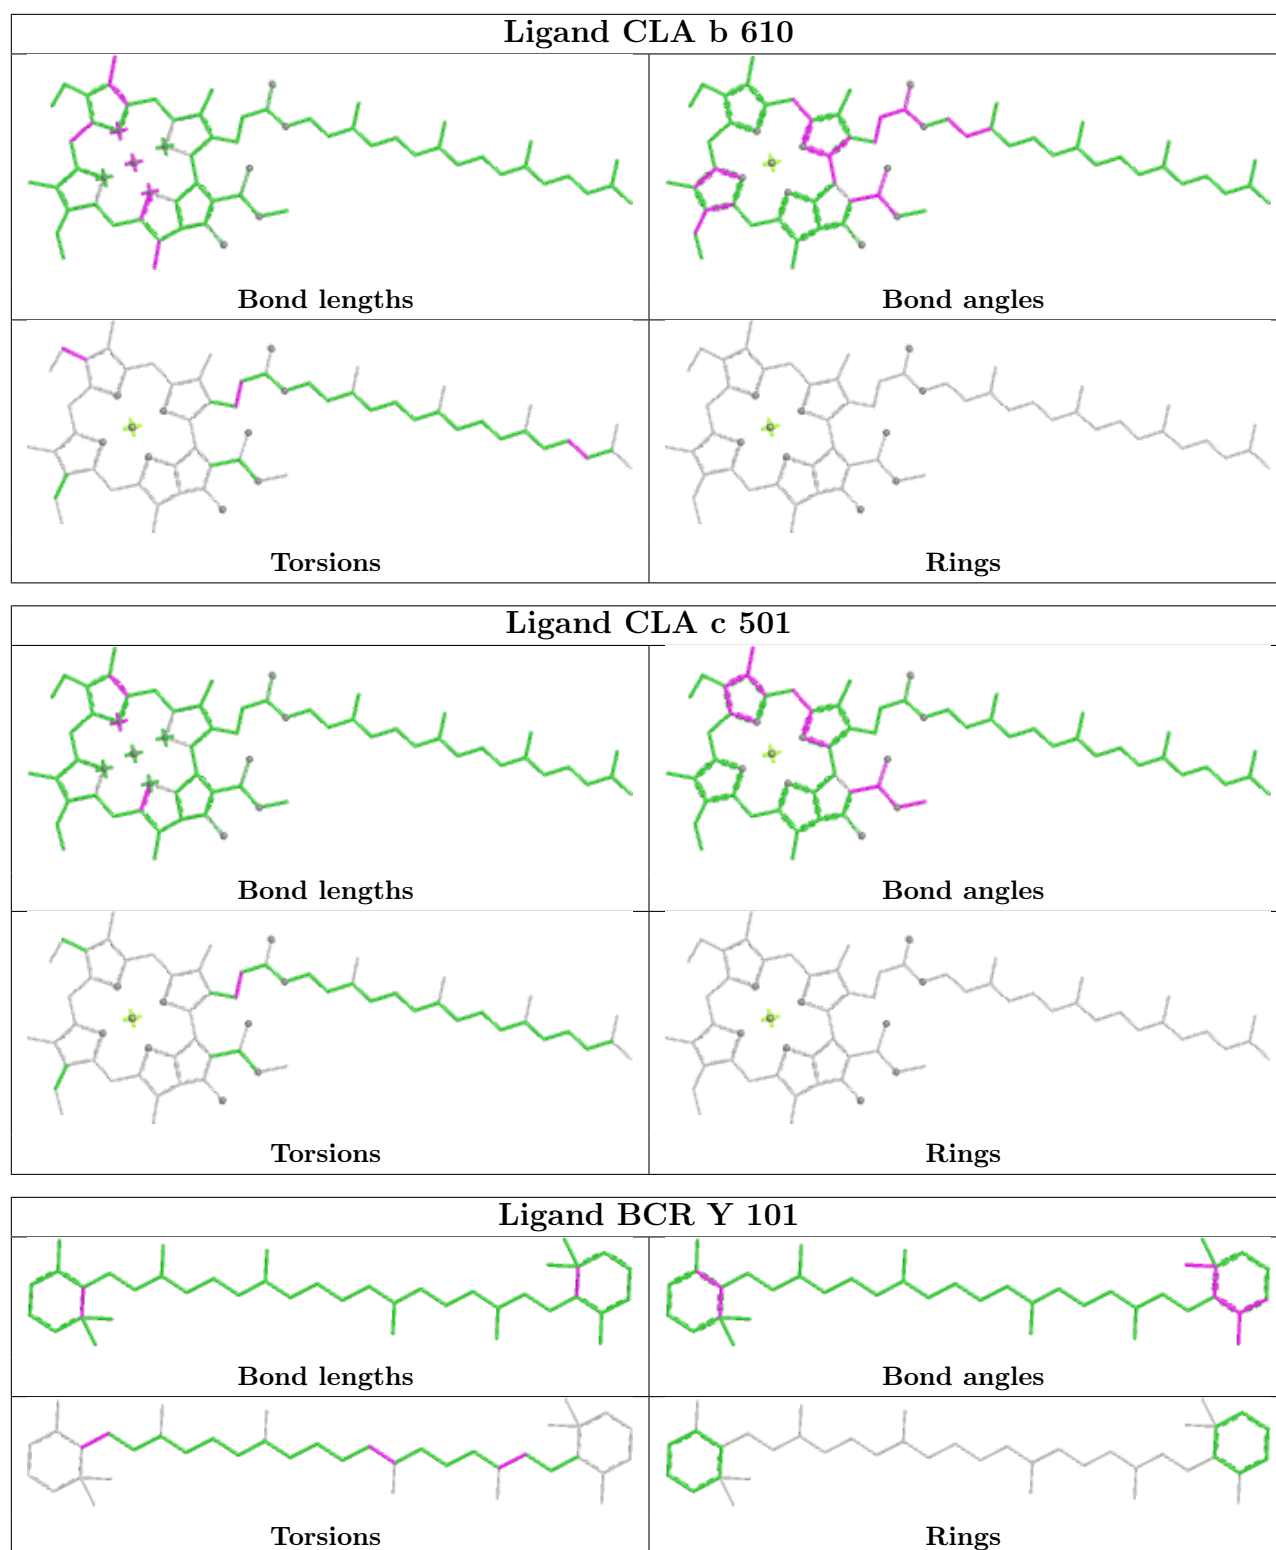 Ligand CLA b 610
Bond lengths
Bond angles
Torsions
Rings
Ligand CLA c 501
Bond lengths
Bond angles
Torsions
Rings
Ligand BCR Y 101
Bond lengths
Bond angles
Torsions
Rings